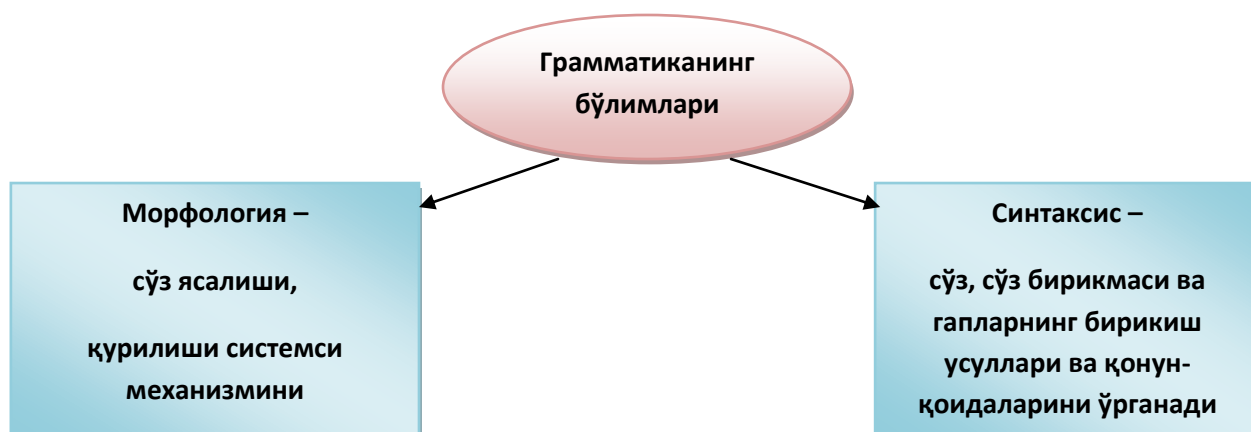 Грамматиканинг
бўлимлари
Морфология –
сўз ясалиши,
қурилиши системси
механизмини
Синтаксис –
сўз, сўз бирикмаси ва
гапларнинг бирикиш
усуллари ва қонун-
қоидаларини ўрганади